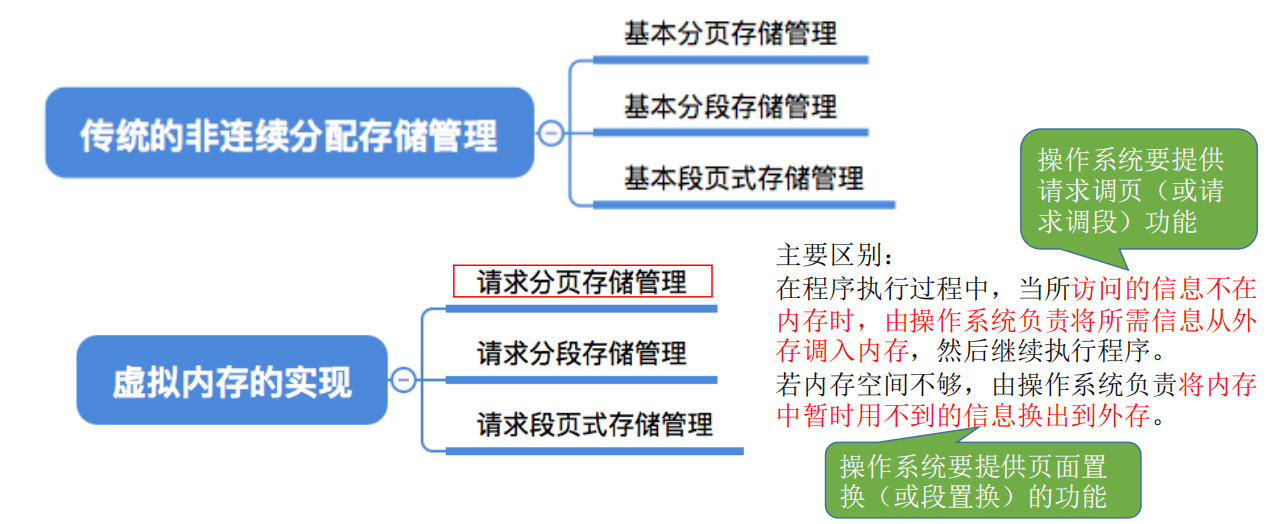 基本分页存储管理
传统的非连续分配存储管理
基本分段存储管理
基本段页式存储管理
操作系统要提供
请求调页（或请
求调段）功能
主要区别：
在程序执行过程中，当所访问的信息不在
内存时，由操作系统负责将所需信息从外
存调入内存，然后继续执行程序。
若内存空间不够，由操作系统负责将内存
中暂时用不到的信息换出到外存。
请求分页存储管理
虚拟内存的实现
请求分段存储管理
请求段页式存储管理
操作系统要提供页面置
换（或段置换）的功能